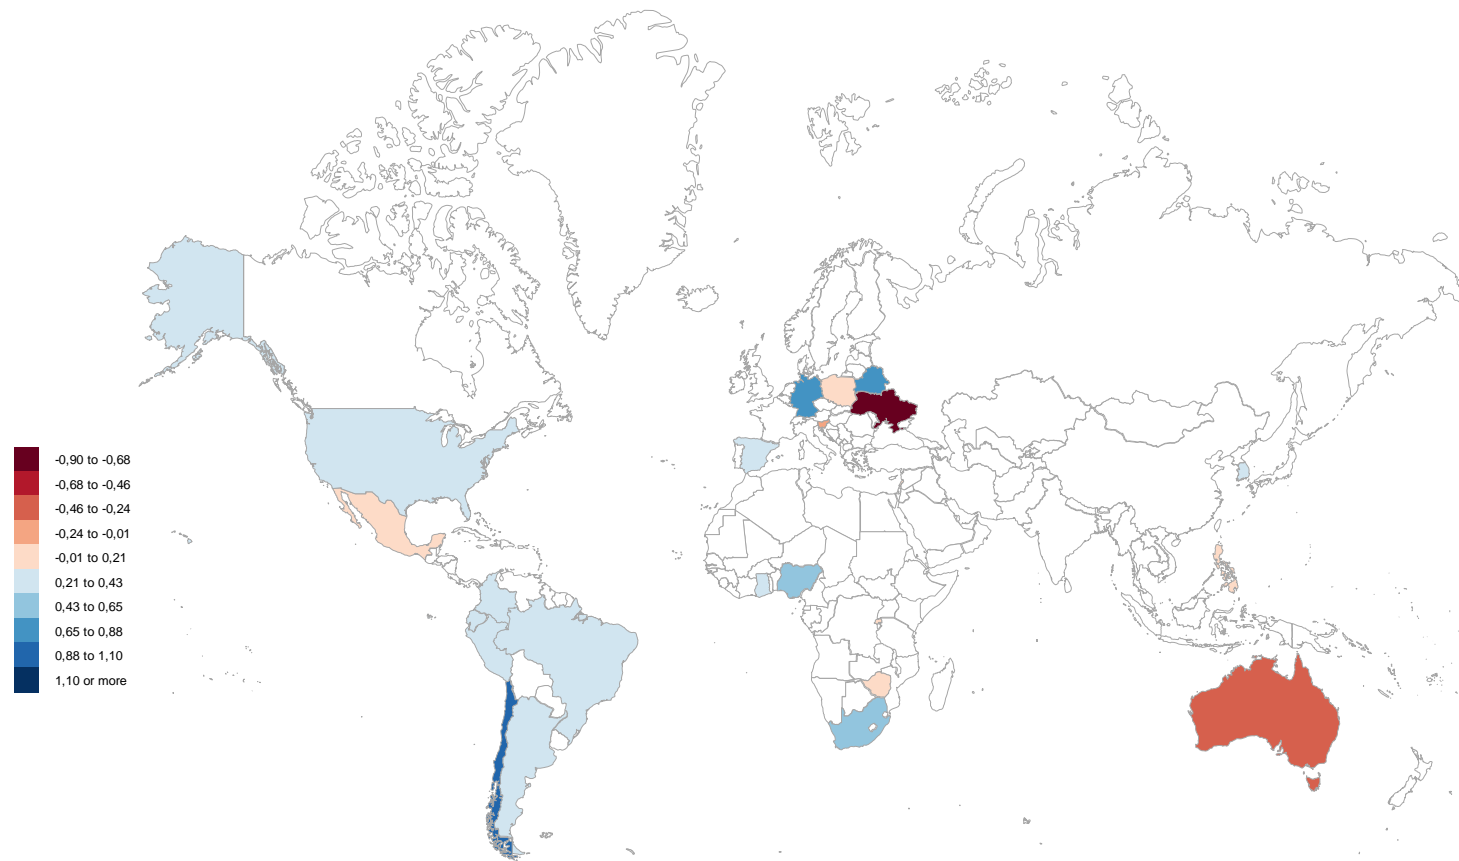 -0,90 to -0,68
-0,68 to -0,46
-0,46 to -0,24
-0,24 to -0,01
-0,01 to 0,21
0,21 to 0,43
0,43 to 0,65
0,65 to 0,88
0,88 to 1,10
1,10 or more